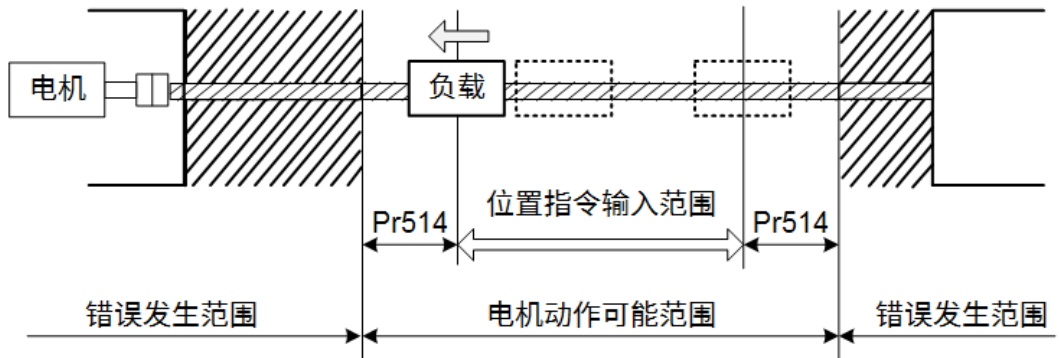 电机
负载
位置指令输入范围
Pr514
Pr514
错误发生范围
电机动作可能范围
错误发生范围